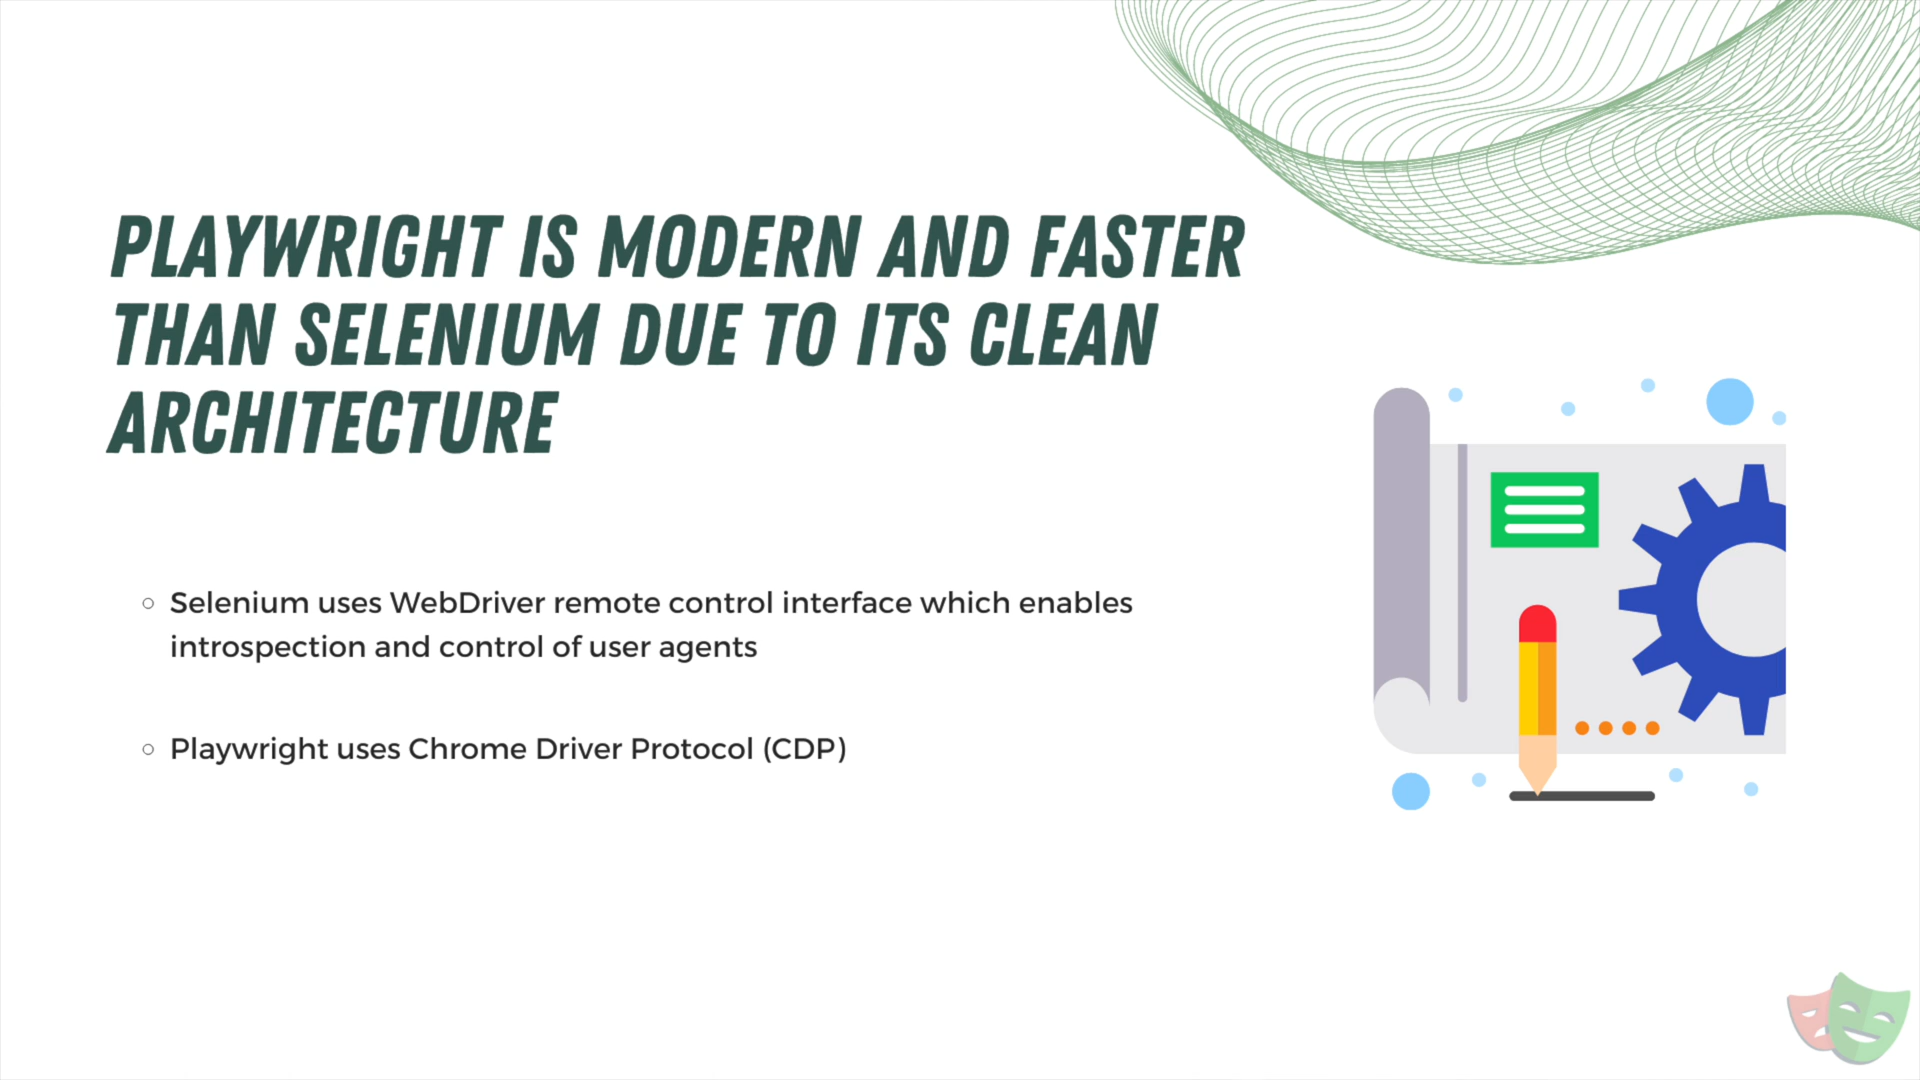 PLAYWRIGHT IS MODERN AND FASTER
THAN SELENIUM DUE TO ITS CLEAN
ARCHITECTURE
Selenium uses WebDriver remote control interface which enables
introspection and control of user agents
Playwright uses Chrome Driver Protocol (CDP)